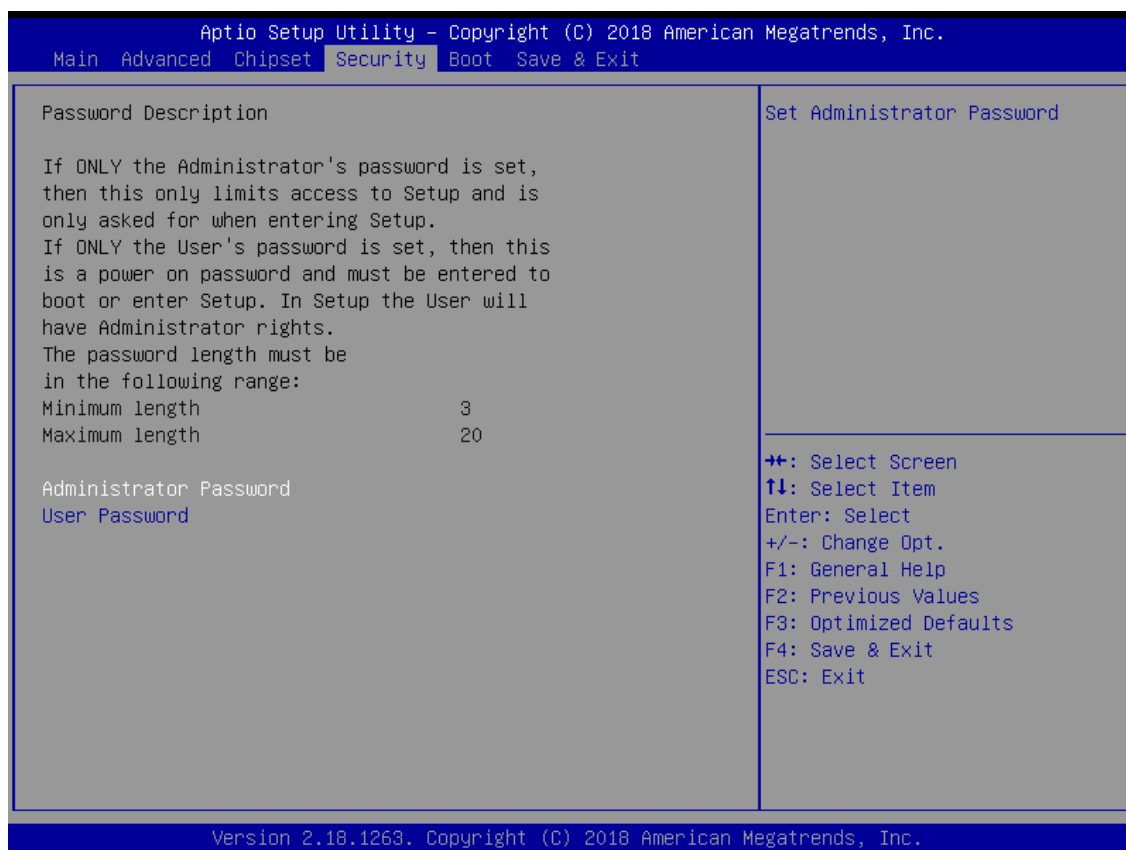 Aptio Setup Utility – Copyright (C) 2018 American Megatrends, Inc.
Main Advanced Chipset Security Boot Save & Exit
Password Description
If ONLY the Administrator's password is set,
then this only limits access to Setup and is
only asked for when entering Setup.
If ONLY the User's password is set, then this
is a power on password and must be entered to
boot or enter Setup. In Setup the User will
have Administrator rights.
The password length must be
in the following range:
Minimum length 3
Maximum length 20
Administrator Password
User Password
Set Administrator Password
→←: Select Screen
↑↓: Select Item
Enter: Select
+/-: Change Opt.
F1: General Help
F2: Previous Values
F3: Optimized Defaults
F4: Save & Exit
ESC: Exit
Version 2.18.1263. Copyright (C) 2018 American Megatrends, Inc.